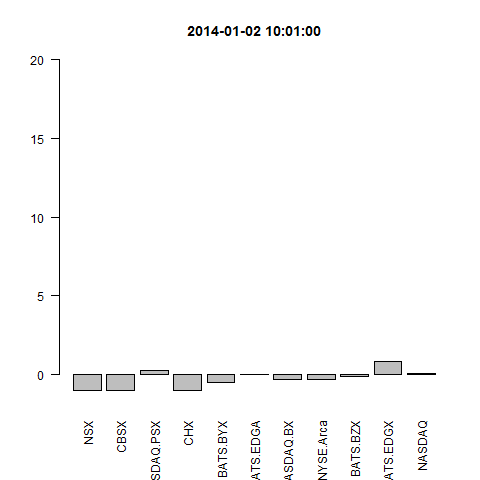 2014-01-02 10:01:00
20
15
10
5
0
NSX
CBSX
SDAQ.PSX
CHX
BATS.BYX
ATS.EDGA
ASDAQ.BX
NYSE.Arca
BATS.BZX
ATS.EDGX
NASDAQ